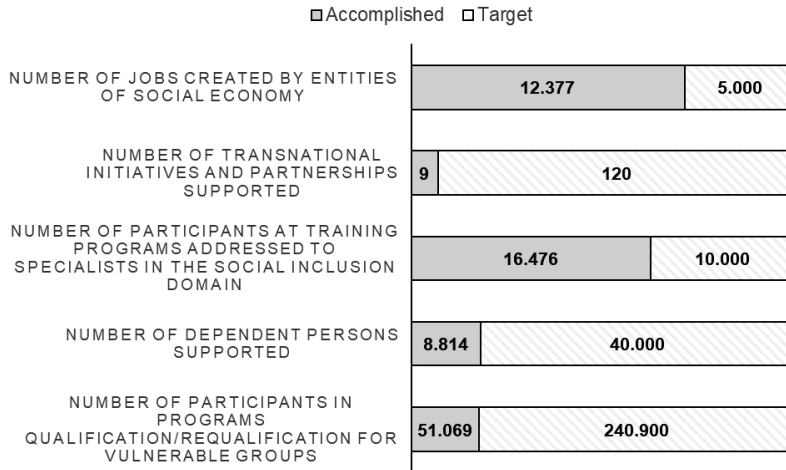 Accomplished Target
NUMBER OF JOBS CREATED BY ENTITIES
OF SOCIAL ECONOMY
12.377 5.000
NUMBER OF TRANSNATIONAL
INITIATIVES AND PARTNERSHIPS
SUPPORTED
9 120
NUMBER OF PARTICIPANTS AT TRAINING
PROGRAMS ADDRESSED TO
SPECIALISTS IN THE SOCIAL INCLUSION
DOMAIN
16.476 10.000
NUMBER OF DEPENDENT PERSONS
SUPPORTED
8.814 40.000
NUMBER OF PARTICIPANTS IN
PROGRAMS
QUALIFICATION/REQUALIFICATION FOR
VULNERABLE GROUPS
51.069 240.900